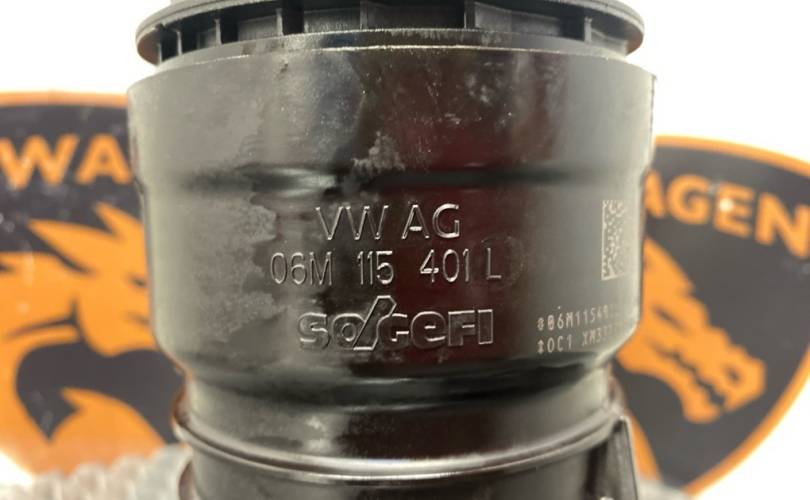 VW AG
06M 115 401 L
SOGEFI
WA
AGEN